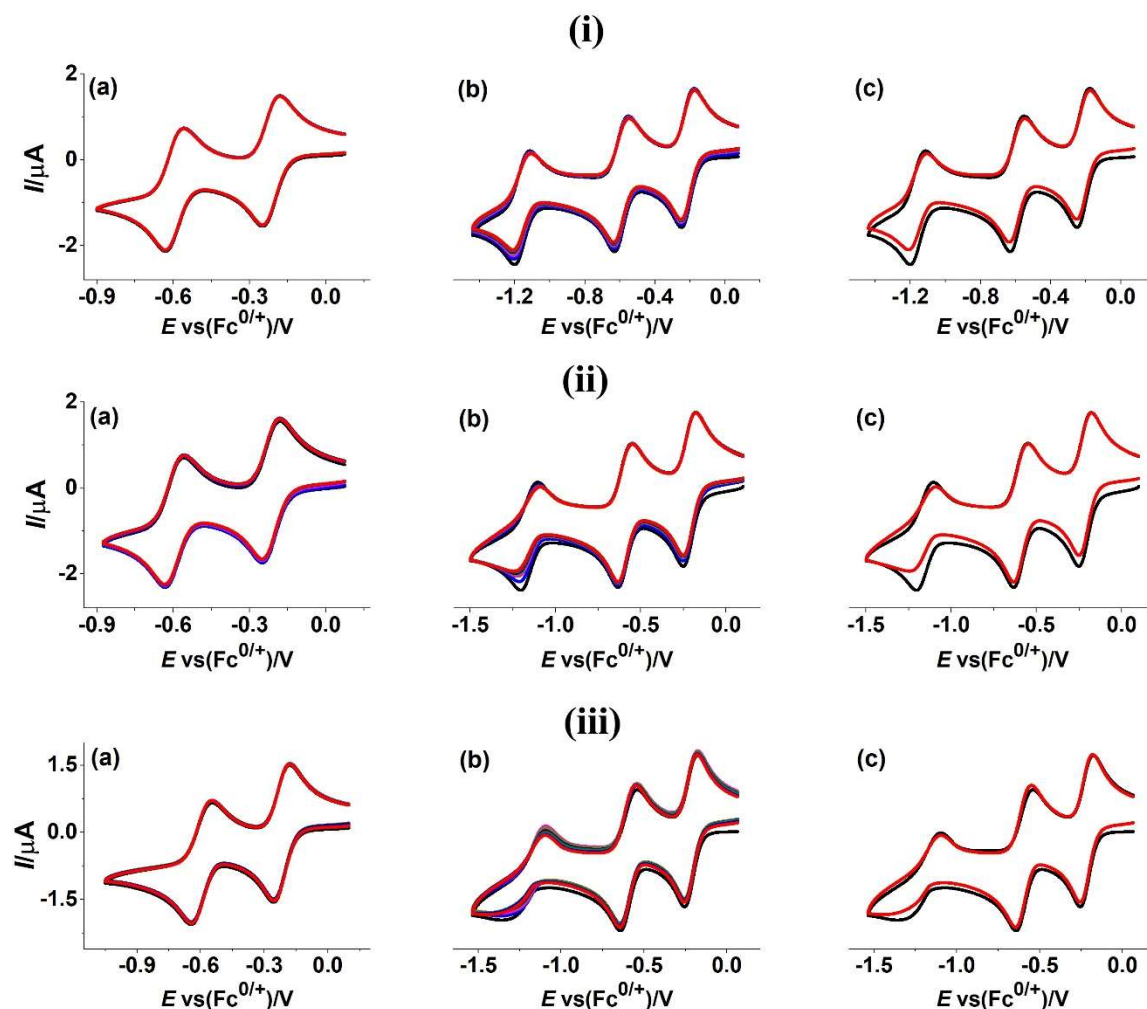 (i)
(a)
(b)
(c)
2
0
-2
I/μA
-0.9 -0.6 -0.3 0.0
-1.2 -0.8 -0.4 0.0
-1.2 -0.8 -0.4 0.0
E vs(Fc0/+)/V
E vs(Fc0/+)/V
E vs(Fc0/+)/V
(ii)
(a)
(b)
(c)
2
0
-2
I/μA
-0.9 -0.6 -0.3 0.0
-1.5 -1.0 -0.5 0.0
-1.5 -1.0 -0.5 0.0
E vs(Fc0/+)/V
E vs(Fc0/+)/V
E vs(Fc0/+)/V
(iii)
(a)
(b)
(c)
1.5
0.0
-1.5
I/μA
-0.9 -0.6 -0.3 0.0
-1.5 -1.0 -0.5 0.0
-1.5 -1.0 -0.5 0.0
E vs(Fc0/+)/V
E vs(Fc0/+)/V
E vs(Fc0/+)/V